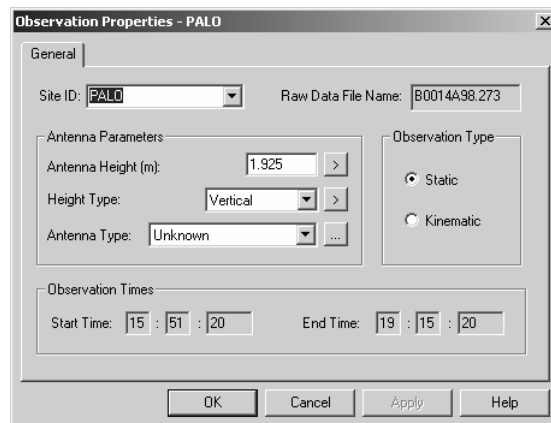 Observation Properties - PALO
General
Site ID: PALO Raw Data File Name: B0014A98.273
Antenna Parameters Observation Type
Antenna Height (m): 1.925 >
Height Type: Vertical >
Antenna Type: Unknown ...
Static
Kinematic
Observation Times
Start Time: 15 : 51 : 20 End Time: 19 : 15 : 20
OK Cancel Apply Help